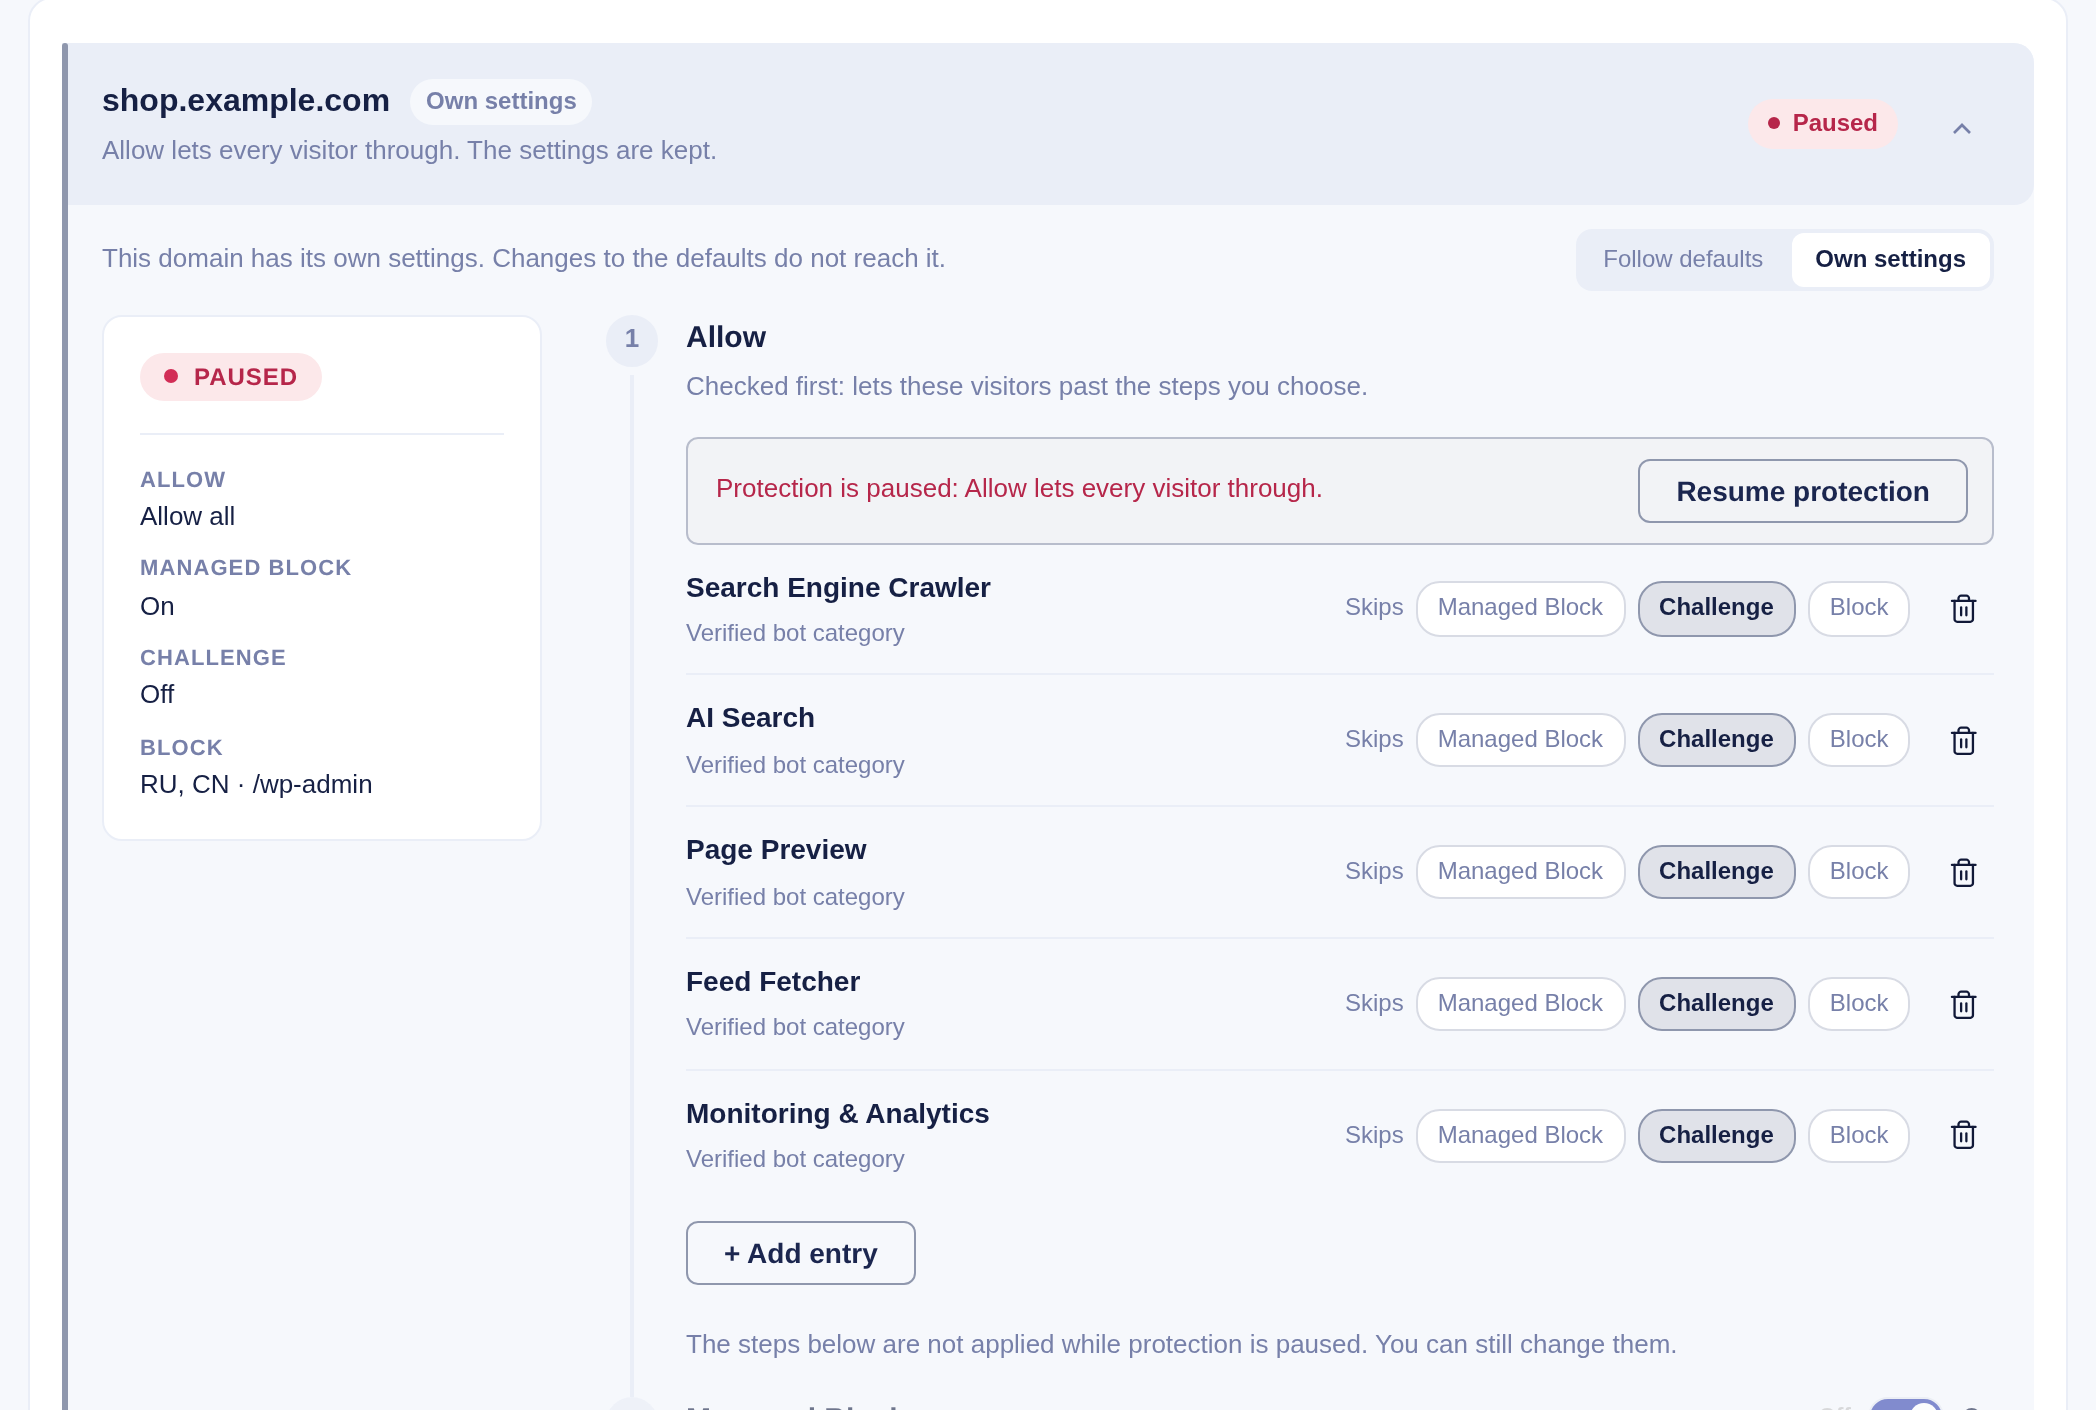 shop.example.com Own settings
Allow lets every visitor through. The settings are kept.
Paused
This domain has its own settings. Changes to the defaults do not reach it.
Follow defaults Own settings
PAUSED
ALLOW
Allow all
MANAGED BLOCK
On
CHALLENGE
Off
BLOCK
RU, CN · /wp-admin
1 Allow
Checked first: lets these visitors past the steps you choose.
Protection is paused: Allow lets every visitor through. Resume protection
Search Engine Crawler
Verified bot category
Skips Managed Block Challenge Block
AI Search
Verified bot category
Skips Managed Block Challenge Block
Page Preview
Verified bot category
Skips Managed Block Challenge Block
Feed Fetcher
Verified bot category
Skips Managed Block Challenge Block
Monitoring & Analytics
Verified bot category
Skips Managed Block Challenge Block
+ Add entry
The steps below are not applied while protection is paused. You can still change them.